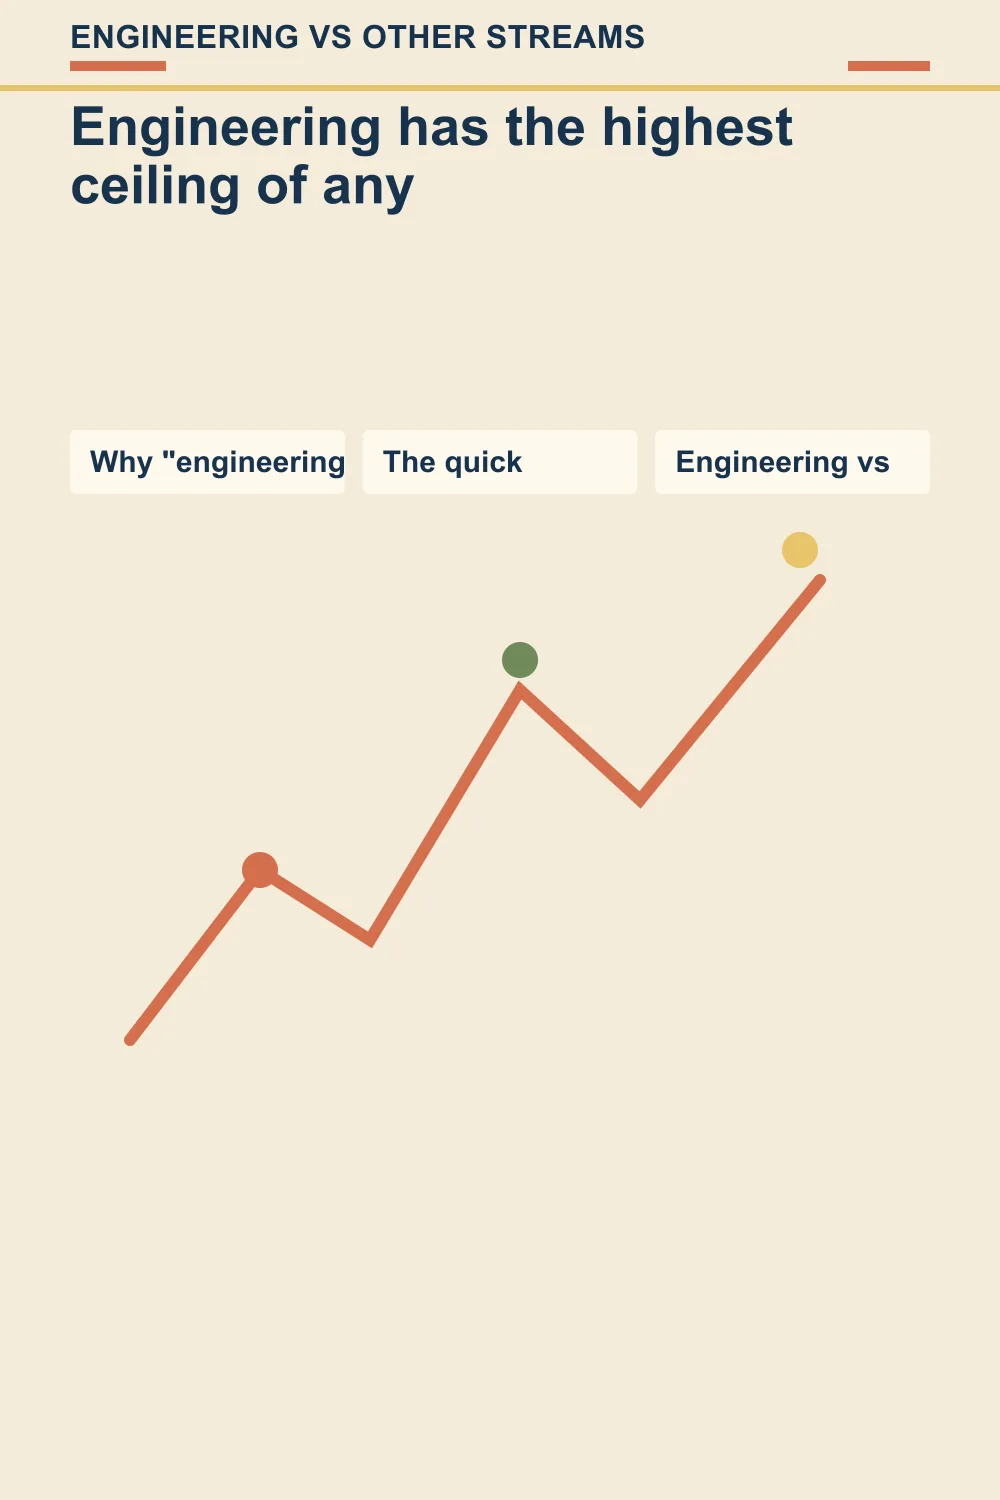 ENGINEERING VS OTHER STREAMS
Engineering has the highest
ceiling of any
Why "engineering
The quick
Engineering vs